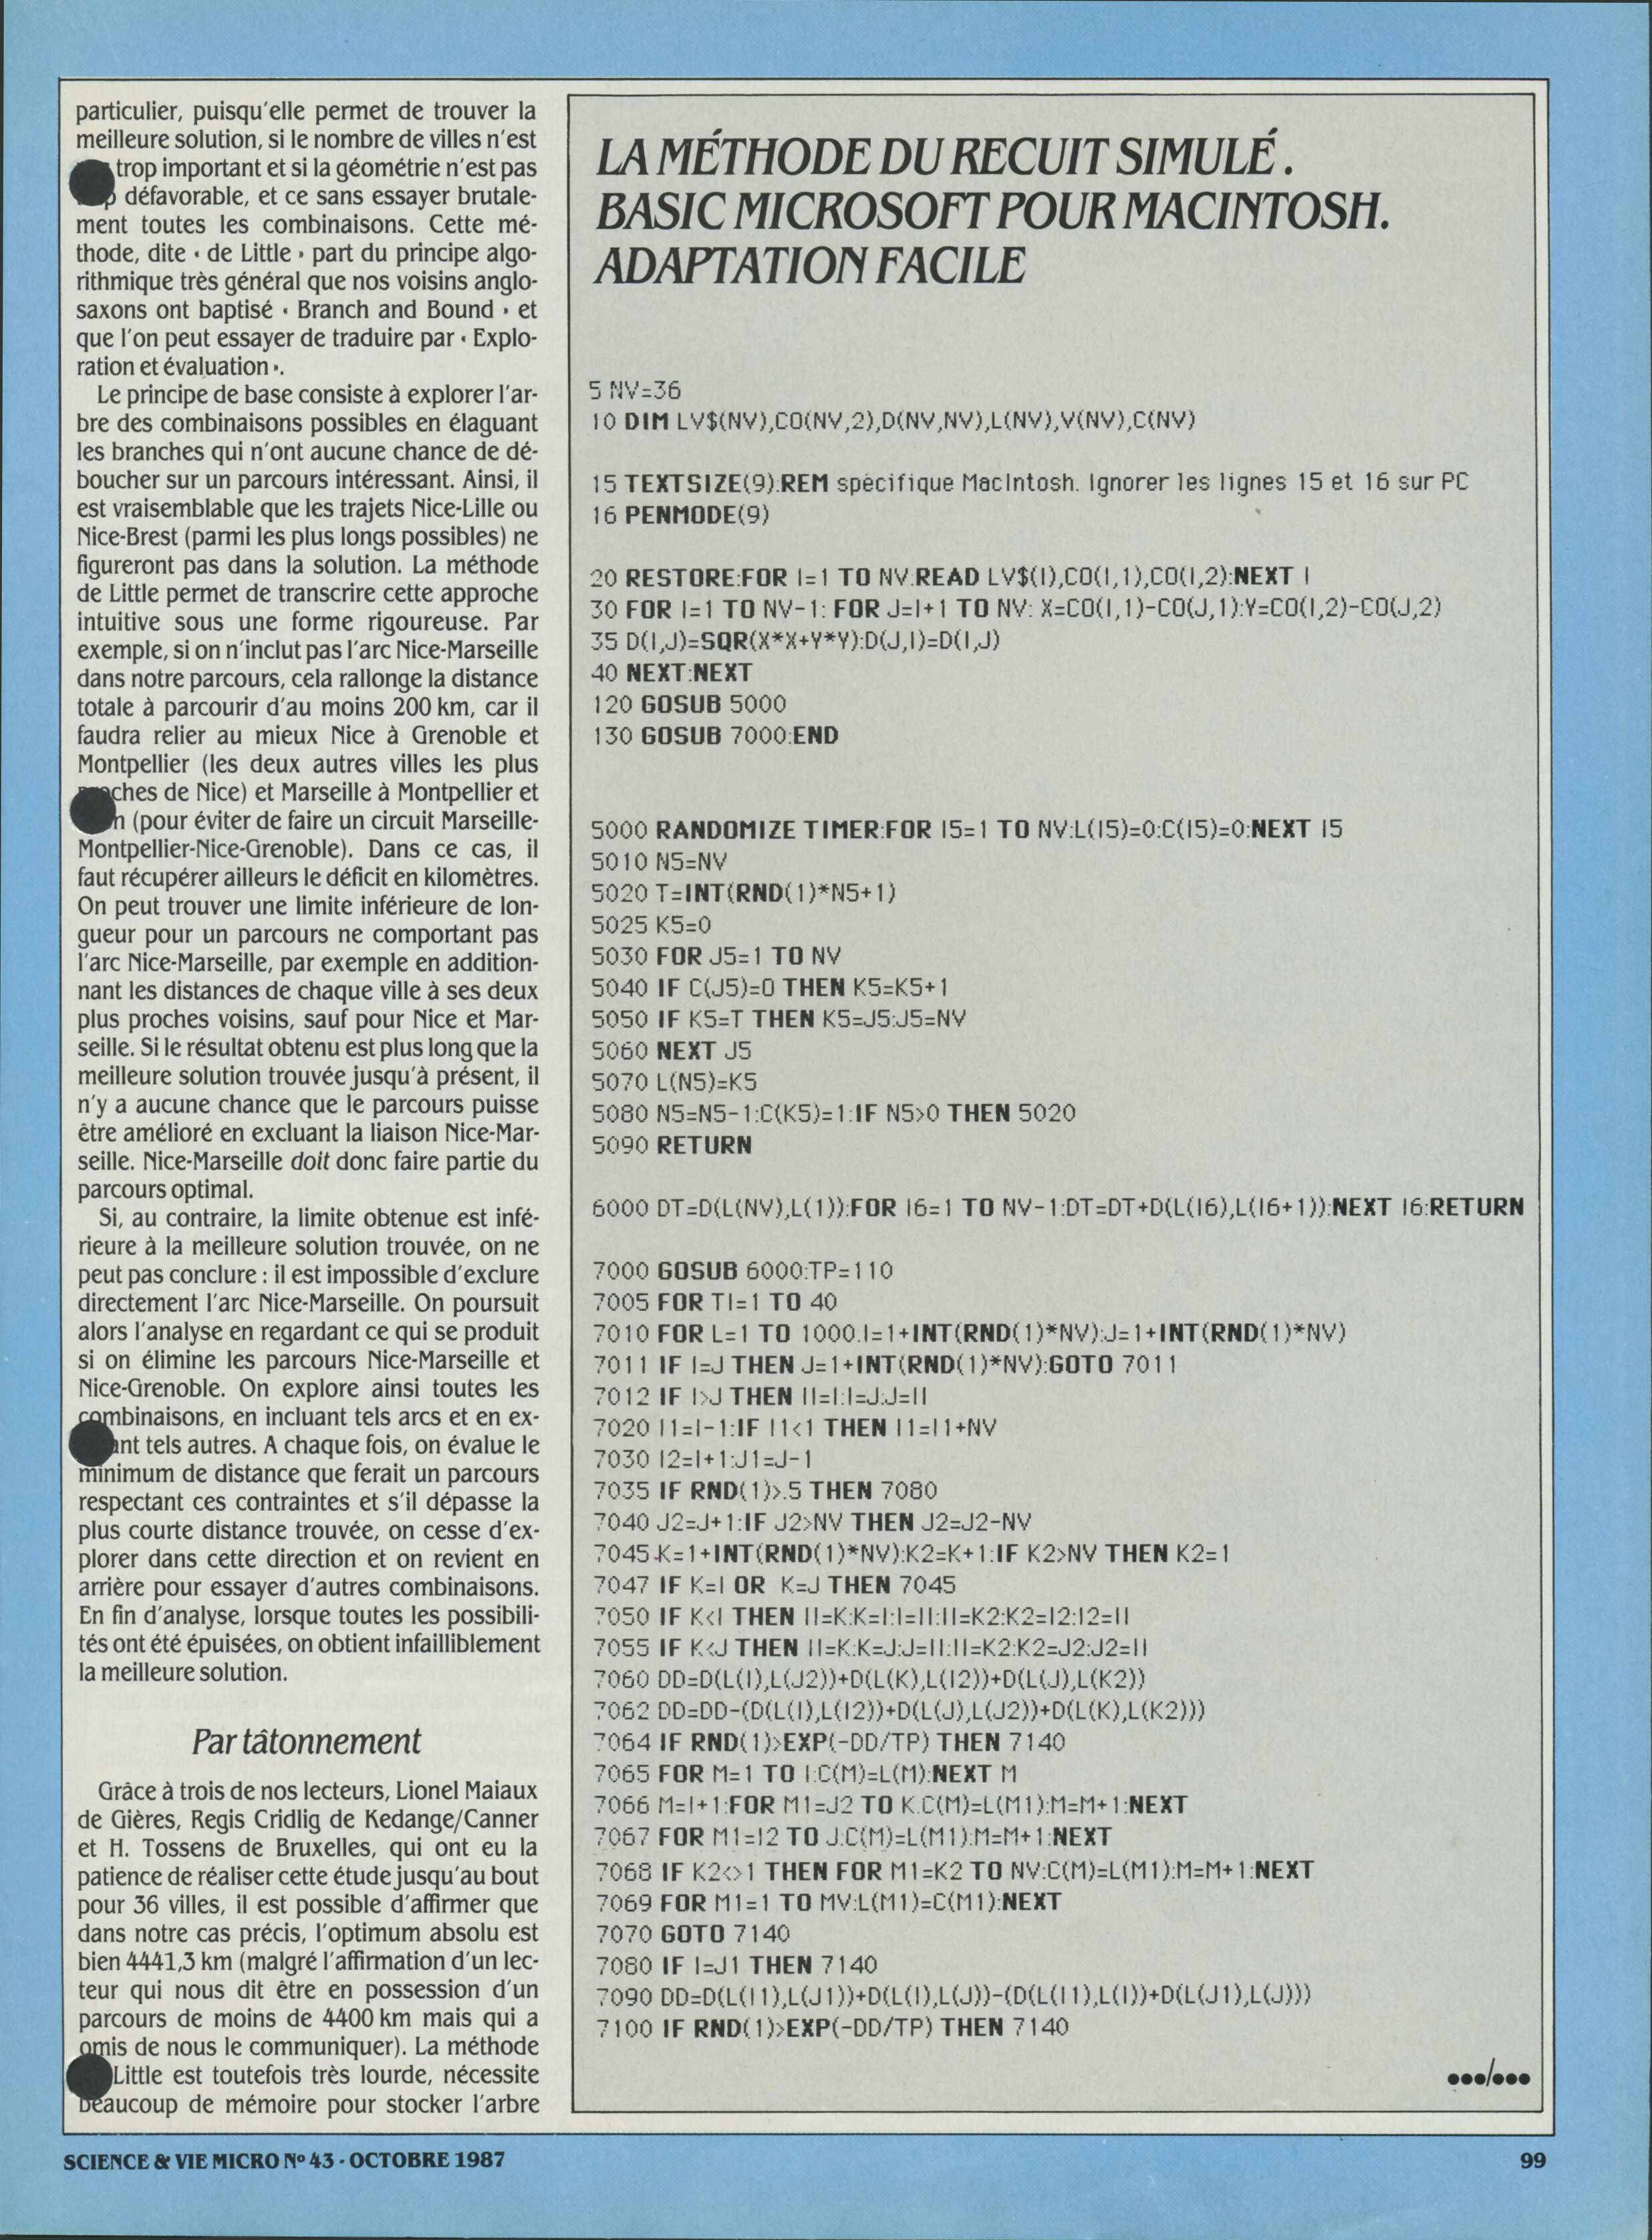 particulier, puisqu'elle permet de trouver la
meilleure solution, si le nombre de villes n'est
trop important et si la géométrie n'est pas
défavorable, et ce sans essayer brutale-
ment toutes les combinaisons. Cette mé-
thode, dite « de Little » part du principe algo-
rithmique très général que nos voisins anglo-
saxons ont baptisé « Branch and Bound » et
que l'on peut essayer de traduire par « Explo-
ration et évaluation ».
Le principe de base consiste à explorer l'ar-
bre des combinaisons possibles en élaguant
les branches qui n'ont aucune chance de dé-
boucher sur un parcours intéressant. Ainsi, il
est vraisemblable que les trajets Nice-Lille ou
Nice-Brest (parmi les plus longs possibles) ne
figureront pas dans la solution. La méthode
de Little permet de transcrire cette approche
intuitive sous une forme rigoureuse. Par
exemple, si on n'inclut pas l'arc Nice-Marseille
dans notre parcours, cela rallonge la distance
totale à parcourir d'au moins 200 km, car il
faudra relier au mieux Nice à Grenoble et
Montpellier (les deux autres villes les plus
proches de Nice) et Marseille à Montpellier et
(pour éviter de faire un circuit Marseille-
Montpellier-Nice-Grenoble). Dans ce cas, il
faut récupérer ailleurs le déficit en kilomètres.
On peut trouver une limite inférieure de lon-
gueur pour un parcours ne comportant pas
l'arc Nice-Marseille, par exemple en addition-
nant les distances de chaque ville à ses deux
plus proches voisins, sauf pour Nice et Mar-
seille. Si le résultat obtenu est plus long que la
meilleure solution trouvée jusqu'à présent, il
n'y a aucune chance que le parcours puisse
être amélioré en excluant la liaison Nice-Mar-
seille. Nice-Marseille doit donc faire partie du
parcours optimal.
Si, au contraire, la limite obtenue est infé-
rieure à la meilleure solution trouvée, on ne
peut pas conclure : il est impossible d'exclure
directement l'arc Nice-Marseille. On poursuit
alors l'analyse en regardant ce qui se produit
si on élimine les parcours Nice-Marseille et
Nice-Grenoble. On explore ainsi toutes les
combinaisons, en incluant tels arcs et en ex-
tels autres. A chaque fois, on évalue le
minimum de distance que ferait un parcours
respectant ces contraintes et s'il dépasse la
plus courte distance trouvée, on cesse d'ex-
plorer dans cette direction et on revient en
arrière pour essayer d'autres combinaisons.
En fin d'analyse, lorsque toutes les possibili-
tés ont été épuisées, on obtient infailliblement
la meilleure solution.
Par tâtonnement
Grâce à trois de nos lecteurs, Lionel Maiaux
de Gières, Regis Cridlig de Kedange/Canner
et H. Tossens de Bruxelles, qui ont eu la
patience de réaliser cette étude jusqu'au bout
pour 36 villes, il est possible d'affirmer que
dans notre cas précis, l'optimum absolu est
bien 4441,3 km (malgré l'affirmation d'un lec-
teur qui nous dit être en possession d'un
parcours de moins de 4400 km mais qui a
omis de nous le communiquer). La méthode
Little est toutefois très lourde, nécessite
beaucoup de mémoire pour stocker l'arbre
LA MÉTHODE DU RECUIT SIMULÉ.
BASIC MICROSOFT POUR MACINTOSH.
ADAPTATION FACILE
5 NV=36
10 DIM LV$(NV),CO(NV,2),D(NV,NV),L(NV),V(NV),C(NV)
15 TEXTSIZE(9):REM spécifique MacIntosh. Ignorer les lignes 15 et 16 sur PC
16 PENMODE(9)
20 RESTORE:FOR I=1 TO NV:READ LV$(I),CO(I,1),CO(I,2):NEXT I
30 FOR I=1 TO NV-1: FOR J=I+1 TO NV: X=CO(I,1)-CO(J,1):Y=CO(I,2)-CO(J,2)
35 D(I,J)=SQR(X*X+Y*Y):D(J,I)=D(I,J)
40 NEXT:NEXT
120 GOSUB 5000
130 GOSUB 7000:END
5000 RANDOMIZE TIMER:FOR I5=1 TO NV:L(I5)=0:C(I5)=0:NEXT I5
5010 N5=NV
5020 T=INT(RND(1)*N5+1)
5025 K5=0
5030 FOR J5=1 TO NV
5040 IF C(J5)=0 THEN K5=K5+1
5050 IF K5=T THEN K5=J5:J5=NV
5060 NEXT J5
5070 L(N5)=K5
5080 N5=N5-1:C(K5)=1:IF N5>0 THEN 5020
5090 RETURN
6000 DT=D(L(NV),L(1)):FOR I6=1 TO NV-1:DT=DT+D(L(I6),L(I6+1)):NEXT I6:RETURN
7000 GOSUB 6000:TP=110
7005 FOR TI=1 TO 40
7010 FOR L=1 TO 1000:I=1+INT(RND(1)*NV):J=1+INT(RND(1)*NV)
7011 IF I=J THEN J=1+INT(RND(1)*NV):GOTO 7011
7012 IF I>J THEN II=I:I=J:J=II
7020 I1=I-1:IF I1<1 THEN I1=I1+NV
7030 I2=I+1:J1=J-1
7035 IF RND(1)>.5 THEN 7080
7040 J2=J+1:IF J2>NV THEN J2=J2-NV
7045 K=1+INT(RND(1)*NV):K2=K+1:IF K2>NV THEN K2=1
7047 IF K=I OR K=J THEN 7045
7050 IF K<I THEN II=K:K=I:I=II:II=K2:K2=I2:I2=II
7055 IF K<J THEN II=K:K=J:J=II:II=K2:K2=J2:J2=II
7060 DD=D(L(I),L(J2))+D(L(K),L(I2))+D(L(J),L(K2))
7062 DD=DD-(D(L(I),L(I2))+D(L(J),L(J2))+D(L(K),L(K2)))
7064 IF RND(1)>EXP(-DD/TP) THEN 7140
7065 FOR M=1 TO I:C(M)=L(M):NEXT M
7066 M=I+1:FOR M1=J2 TO K:C(M)=L(M1):M=M+1:NEXT
7067 FOR M1=I2 TO J:C(M)=L(M1):M=M+1:NEXT
7068 IF K2<>1 THEN FOR M1=K2 TO NV:C(M)=L(M1):M=M+1:NEXT
7069 FOR M1=1 TO MV:L(M1)=C(M1):NEXT
7070 GOTO 7140
7080 IF I=J1 THEN 7140
7090 DD=D(L(I1),L(J1))+D(L(I),L(J))-(D(L(I1),L(I))+D(L(J1),L(J)))
7100 IF RND(1)>EXP(-DD/TP) THEN 7140
•••/•••
SCIENCE & VIE MICRO Nº 43 - OCTOBRE 1987
99